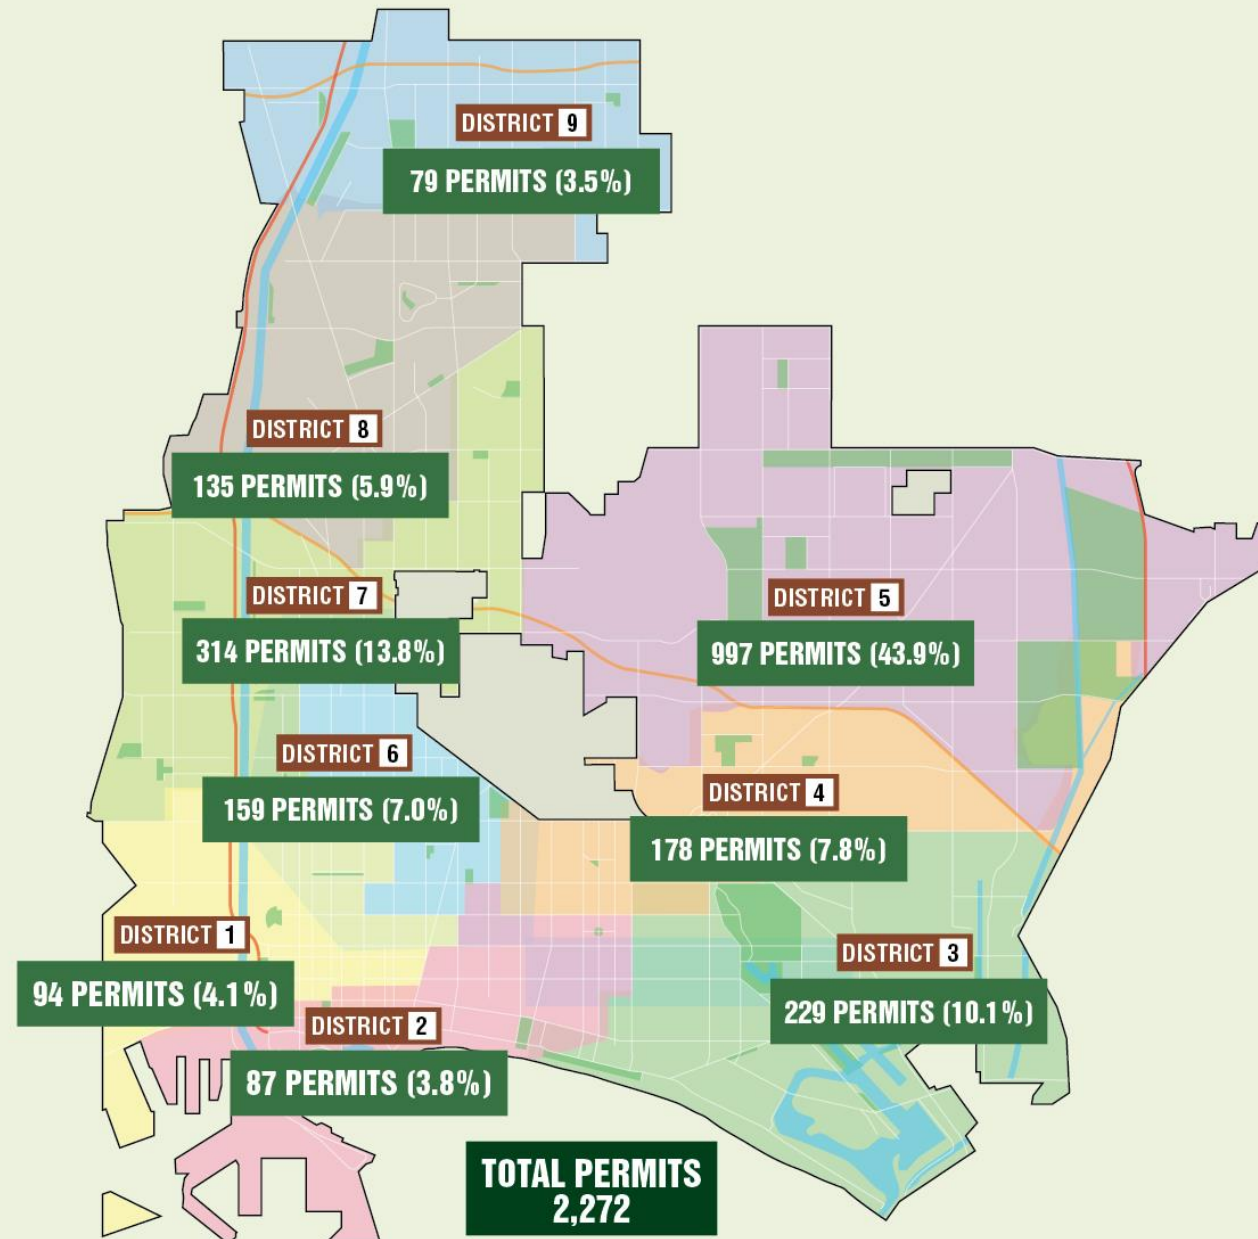 DISTRICT 9
79 PERMITS (3.5%)
DISTRICT 8
135 PERMITS (5.9%)
DISTRICT 7
314 PERMITS (13.8%)
DISTRICT 5
997 PERMITS (43.9%)
DISTRICT 6
159 PERMITS (7.0%)
DISTRICT 4
178 PERMITS (7.8%)
DISTRICT 1
94 PERMITS (4.1%)
DISTRICT 3
229 PERMITS (10.1%)
DISTRICT 2
87 PERMITS (3.8%)
TOTAL PERMITS
2,272